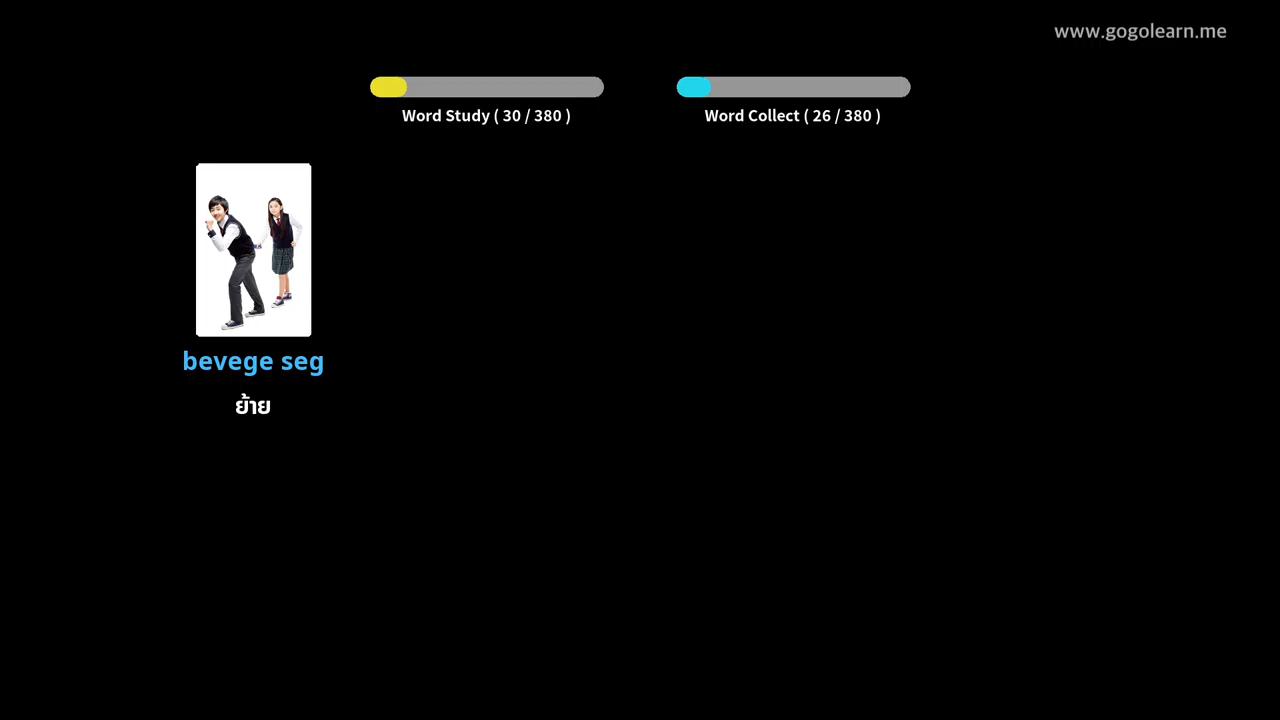 www.gogolearn.me
Word Study ( 30 / 380 )
Word Collect ( 26 / 380 )
bevege seg
ย้าย